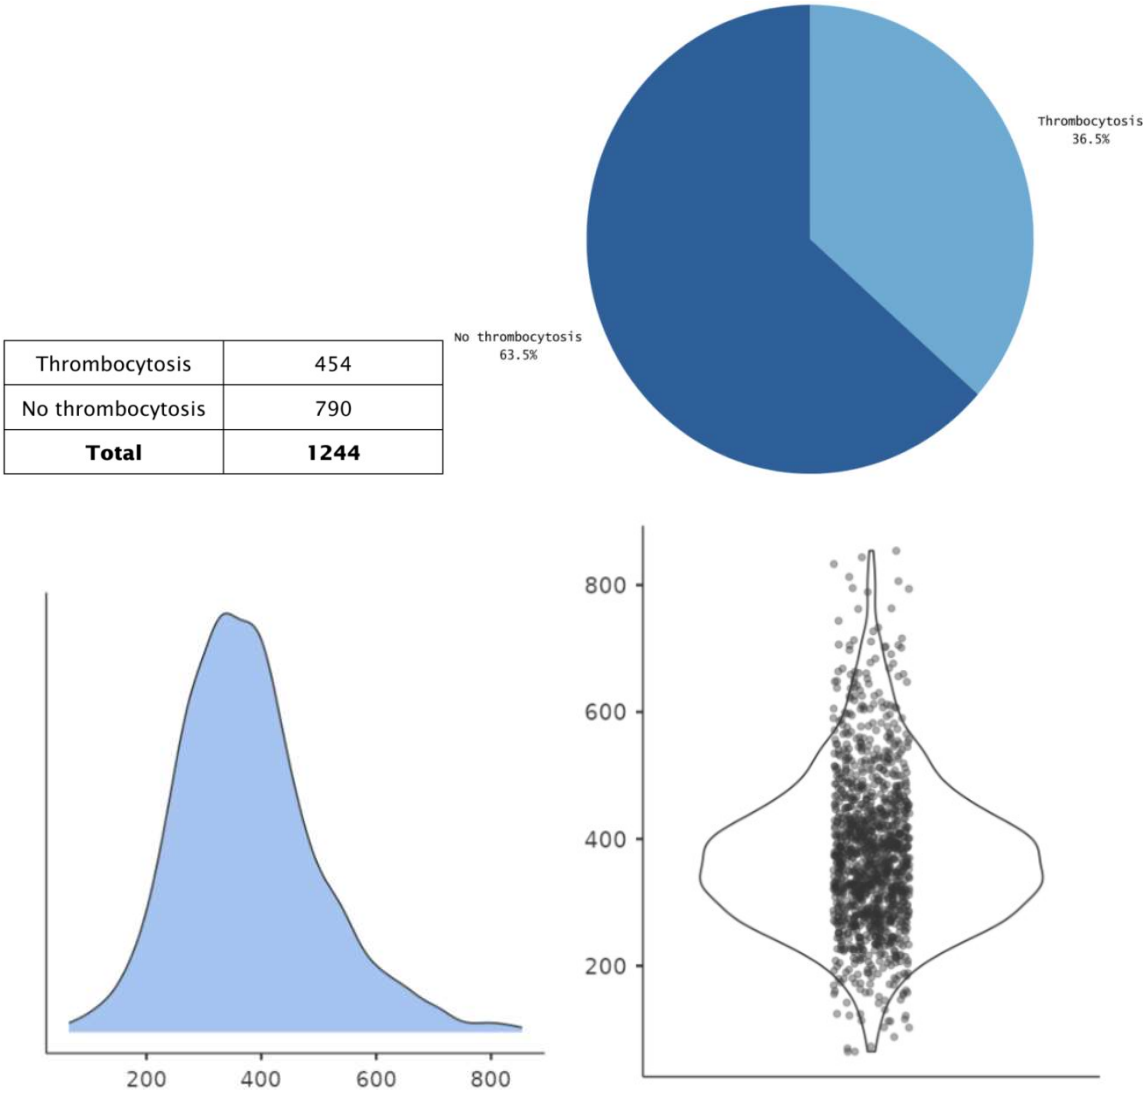 Thrombocytosis
36.5%
No thrombocytosis
63.5%
Thrombocytosis 454
No thrombocytosis 790
Total 1244
200 400 600 800
800
600
400
200